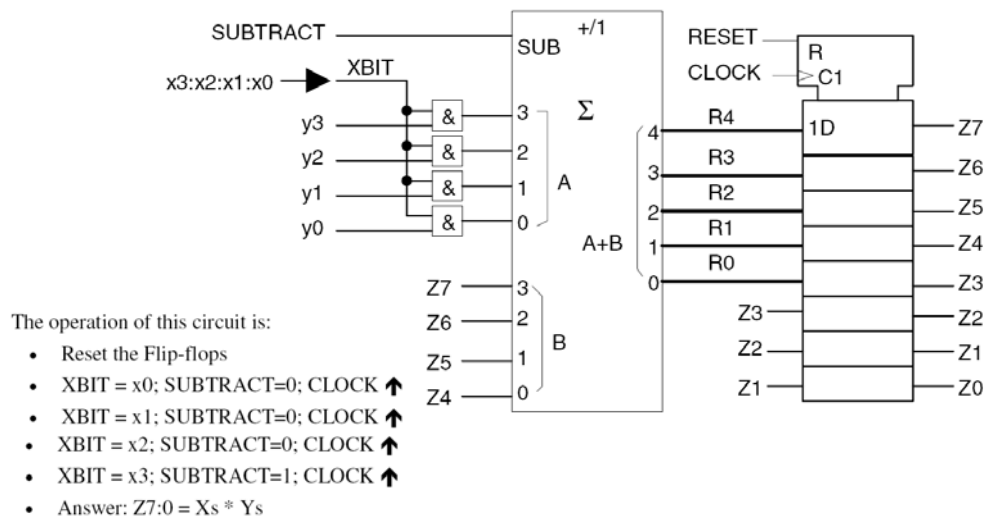 SUBTRACT
SUB
+/1
RESET
R
CLOCK
C1
x3:x2:x1:x0
XBIT
y3
&
3
y2
&
2
y1
&
1
y0
&
0
A
Σ
4
R4
1D
Z7
3
R3
Z6
2
R2
Z5
A+B
1
R1
Z4
0
R0
Z3
Z7
3
Z6
2
Z5
1
Z4
0
B
Z3
Z2
Z2
Z1
Z1
Z0
The operation of this circuit is:
• Reset the Flip-flops
• XBIT = x0; SUBTRACT=0; CLOCK ↑
• XBIT = x1; SUBTRACT=0; CLOCK ↑
• XBIT = x2; SUBTRACT=0; CLOCK ↑
• XBIT = x3; SUBTRACT=1; CLOCK ↑
• Answer: Z7:0 = Xs * Ys